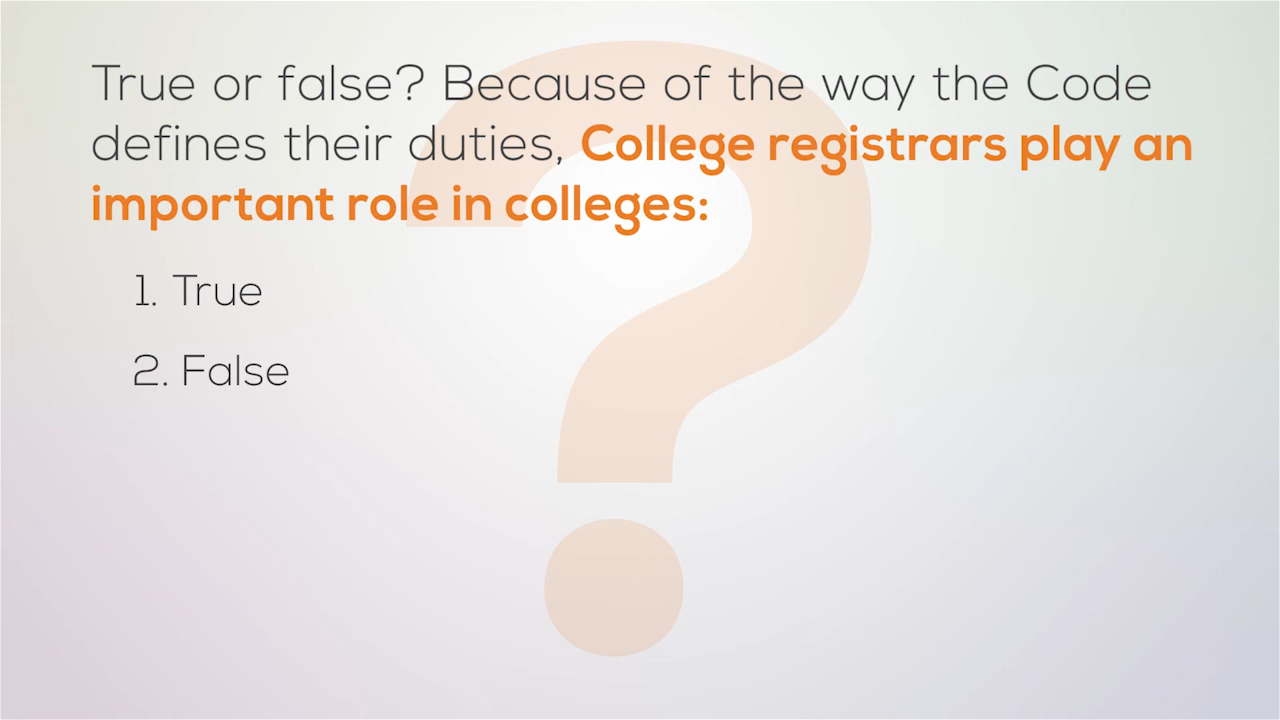 True or false? Because of the way the Code
defines their duties, College registrars play an
important role in colleges:
1. True
2. False